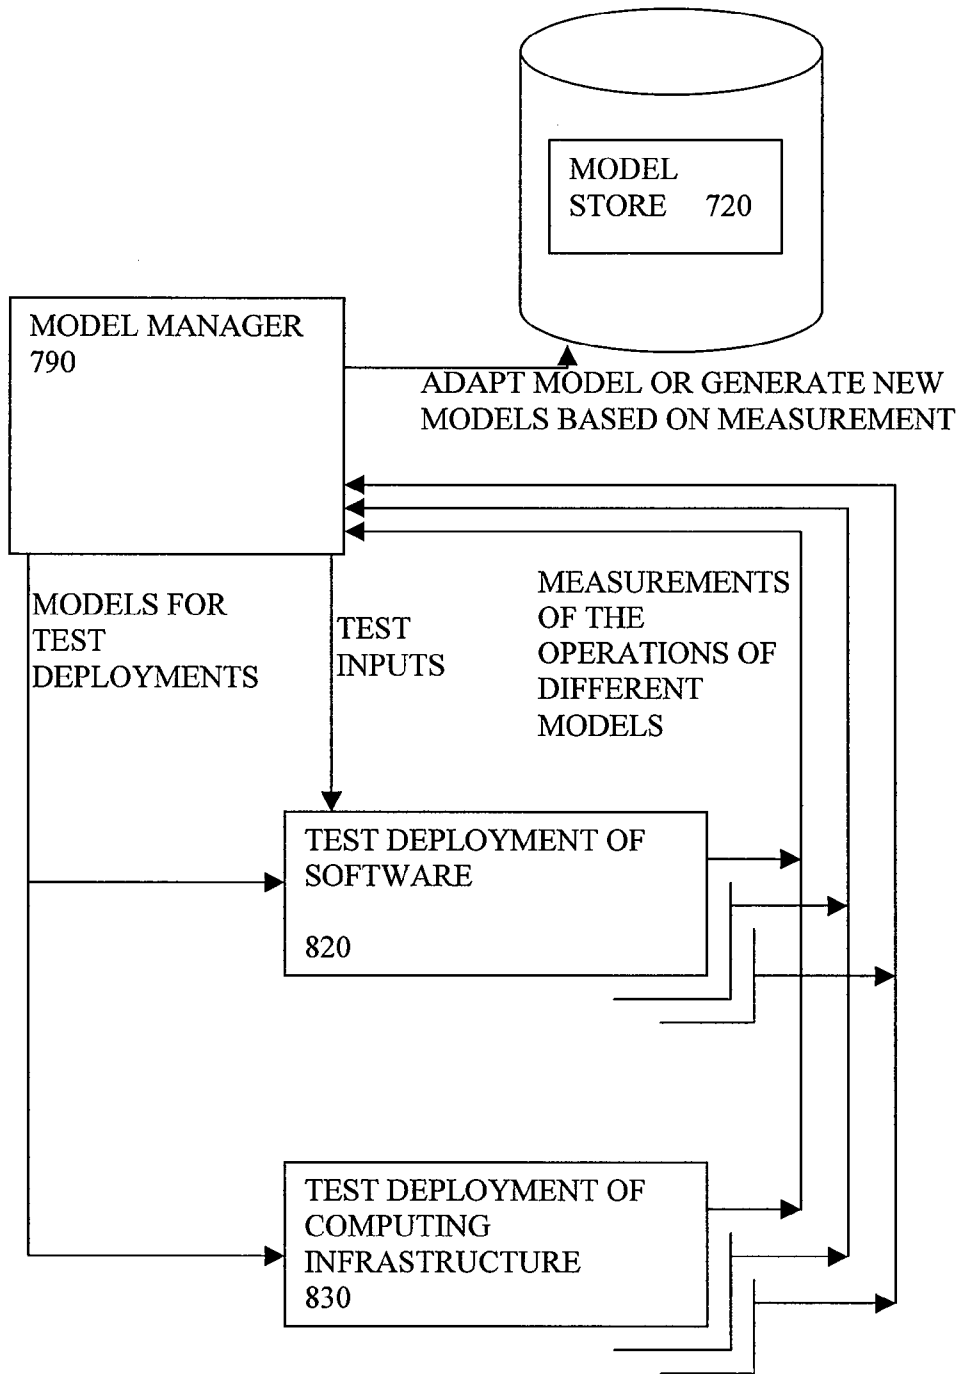 MODEL
STORE 720
MODEL MANAGER
790
ADAPT MODEL OR GENERATE NEW
MODELS BASED ON MEASUREMENT
MODELS FOR
TEST
DEPLOYMENTS
TEST
INPUTS
MEASUREMENTS
OF THE
OPERATIONS OF
DIFFERENT
MODELS
TEST DEPLOYMENT OF
SOFTWARE
820
TEST DEPLOYMENT OF
COMPUTING
INFRASTRUCTURE
830